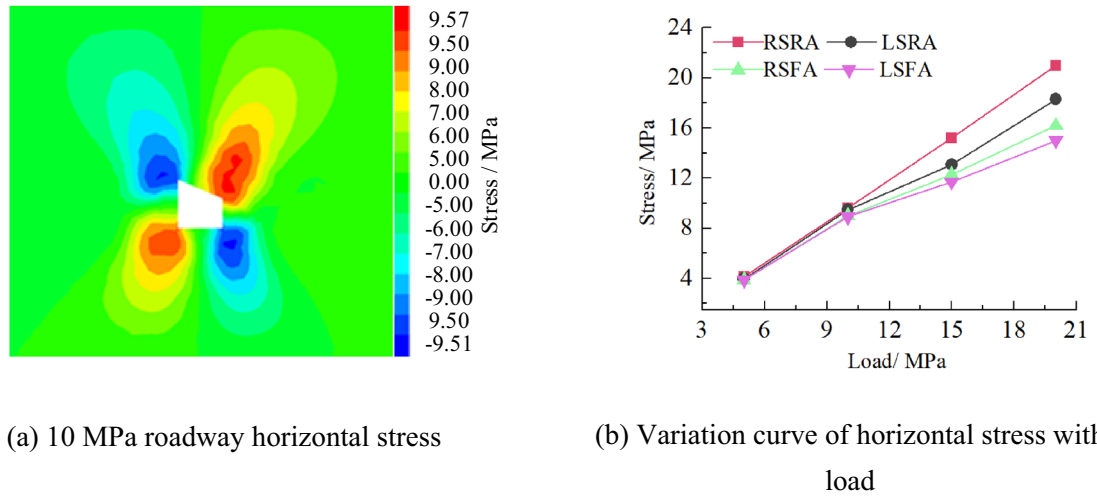 9.57
9.50
9.00
8.00
7.00
6.00
5.00
0.00
-5.00
-6.00
-7.00
-8.00
-9.00
-9.50
-9.51
Stress / MPa
(a) 10 MPa roadway horizontal stress
RSRA LSRA
RSFA LSFA
24
20
16
12
8
4
Stress/ MPa
3 6 9 12 15 18 21
Load/ MPa
(b) Variation curve of horizontal stress with
load